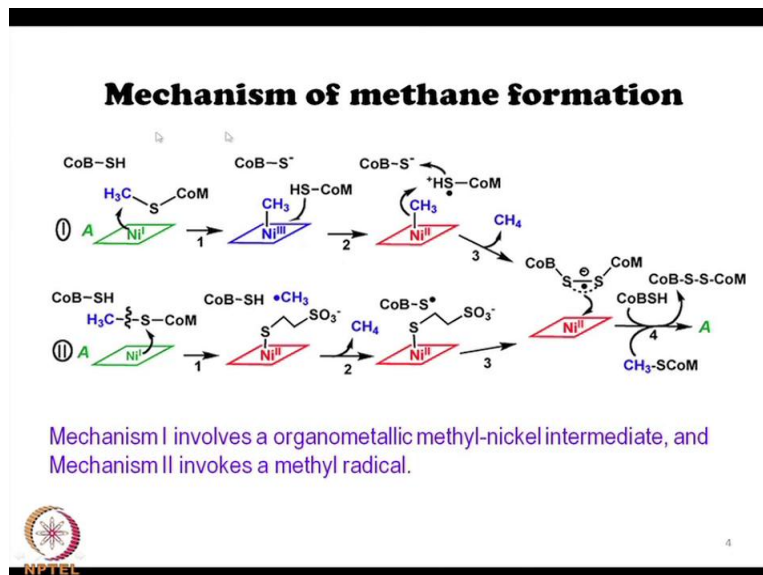 Mechanism of methane formation
CoB-SH
CoB-S⁻
CoB-S⁻
⁺HS-CoM
H₃C
S
CoM
HS-CoM
CH₃
CH₃
CH₄
I A Niᴵ
1
Niᴵᴵᴵ
2
Niᴵᴵ
3
CoB
S-S
CoM
CoB-S-S-CoM
CoBSH
CoB-SH
CoB-SH •CH₃
CoB-S•
H₃C-S-CoM
SO₃⁻
S
CH₄
SO₃⁻
S
Niᴵᴵ
4
A
II A Niᴵ
1
Niᴵᴵ
2
Niᴵᴵ
3
CH₃-SCoM
Mechanism I involves a organometallic methyl-nickel intermediate, and
Mechanism II invokes a methyl radical.
4
NPTEL